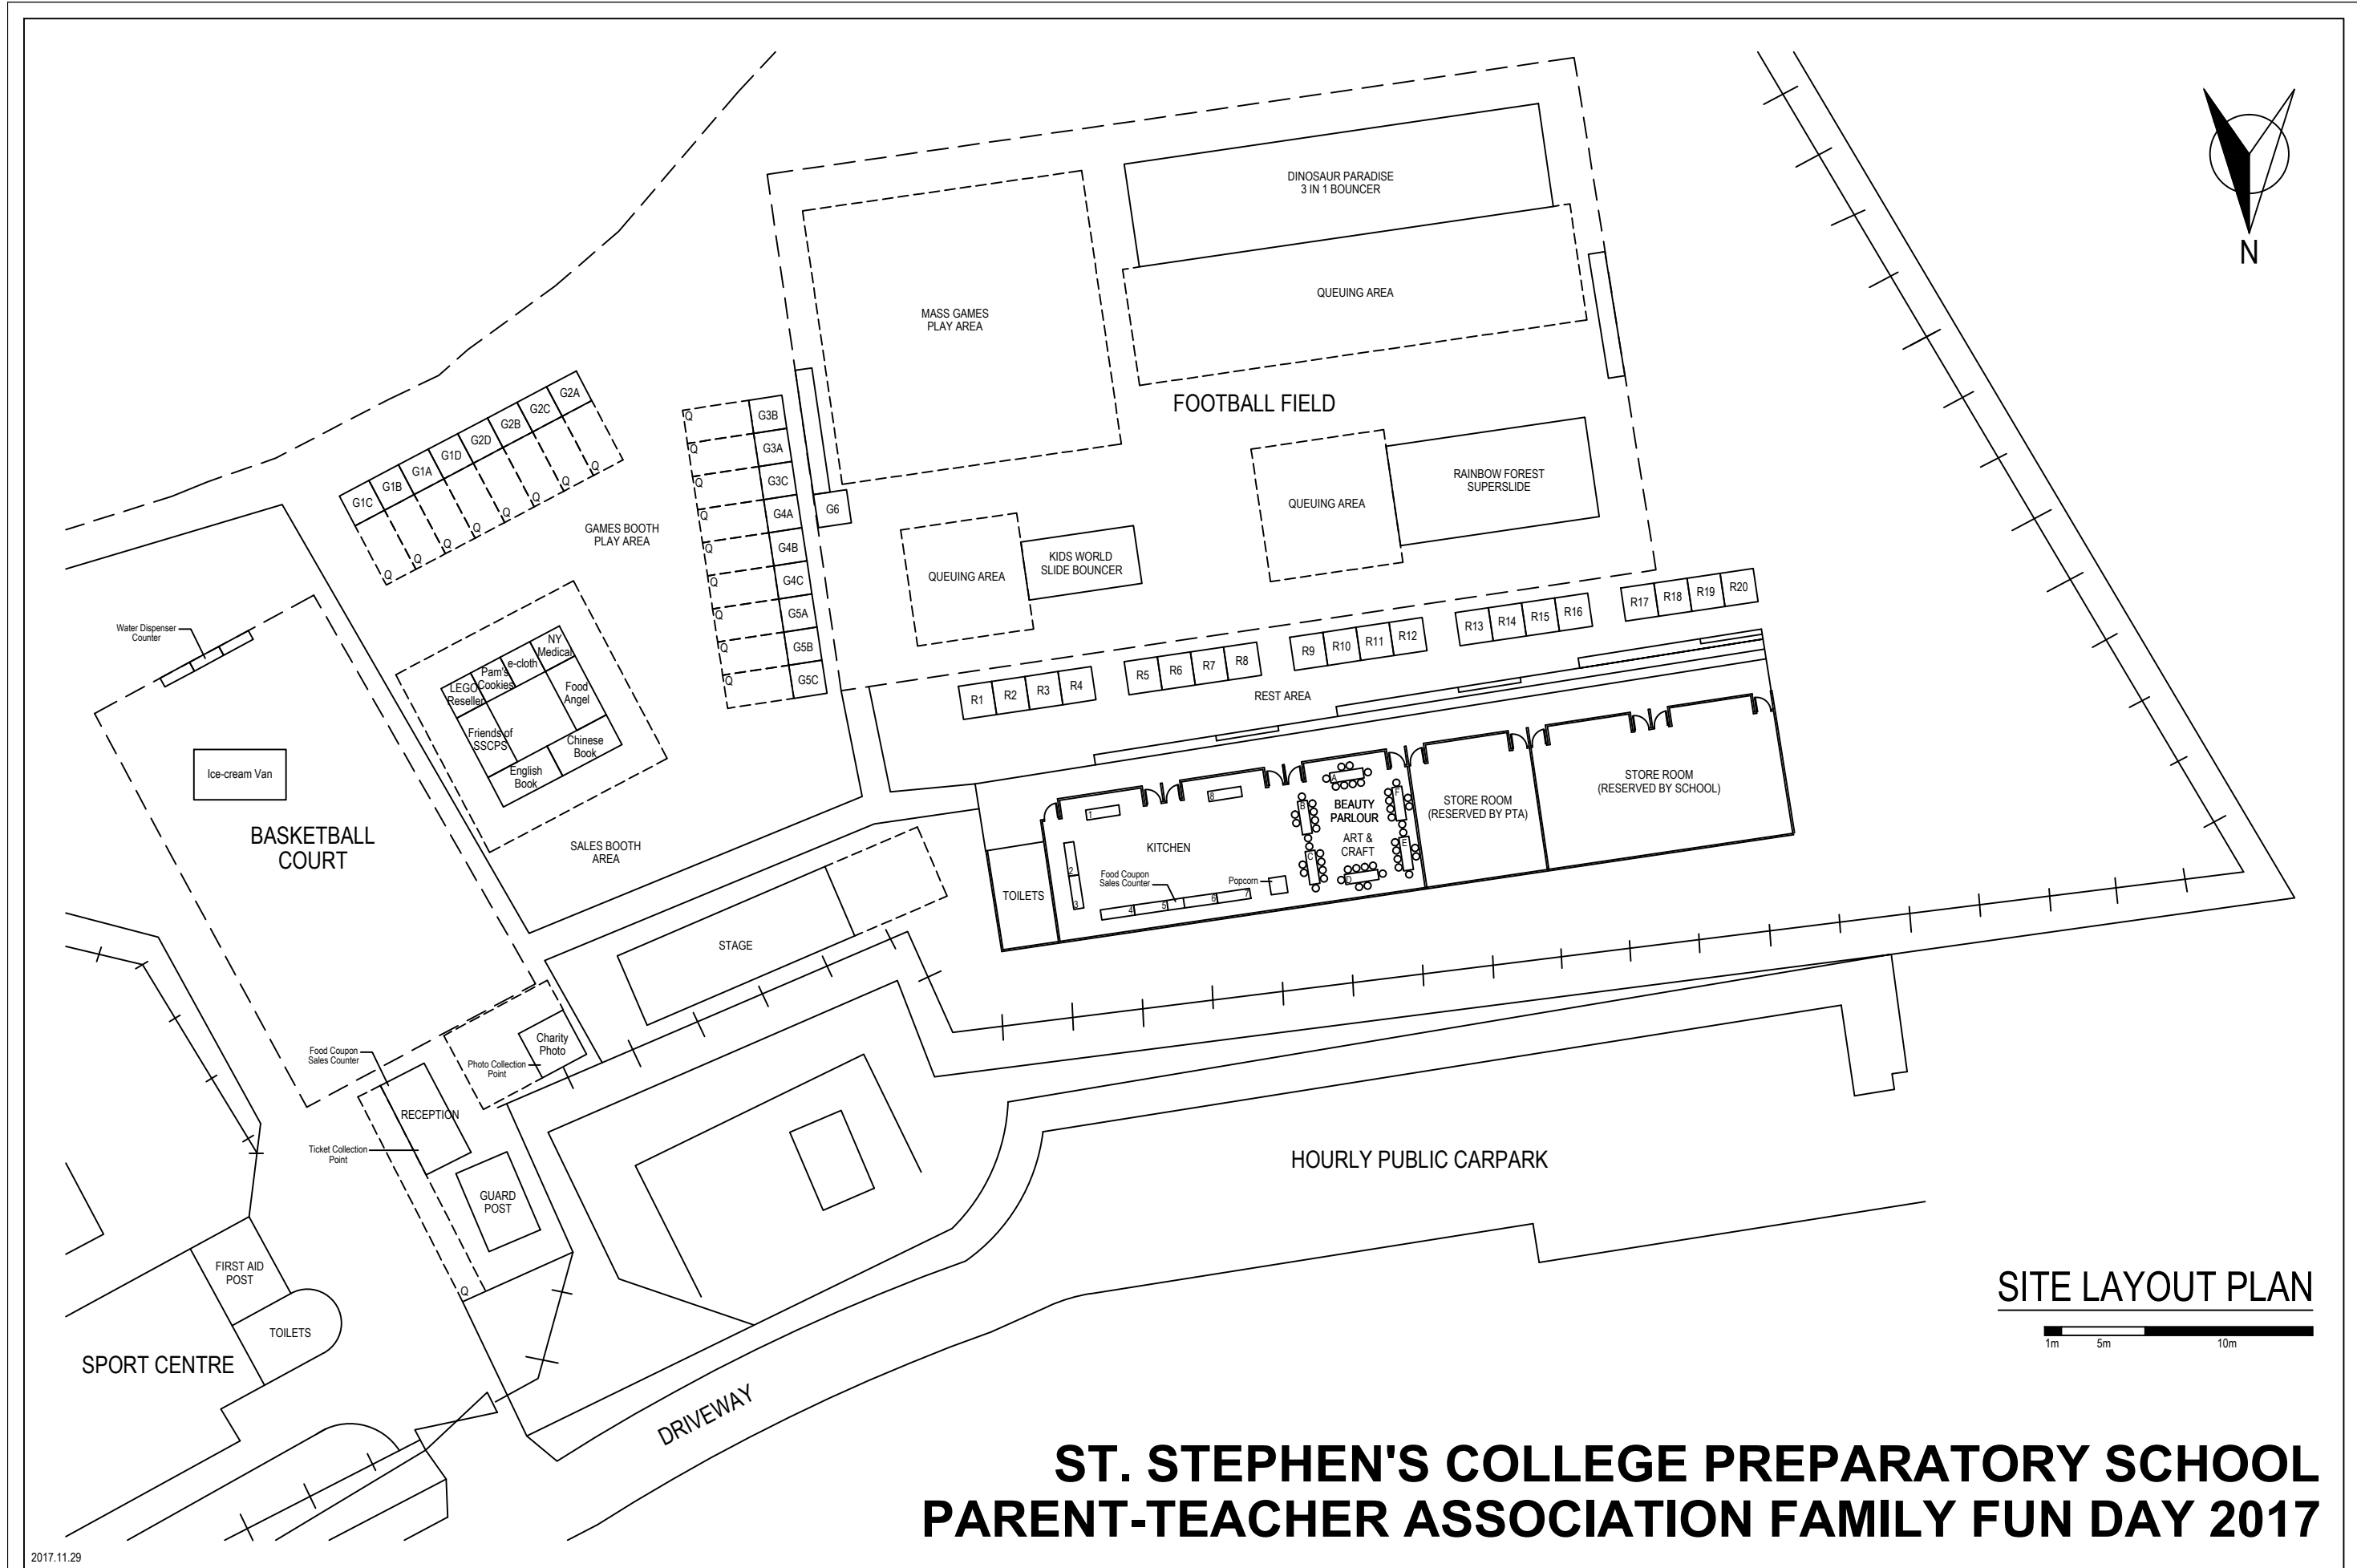 DINOSAUR PARADISE
3 IN 1 BOUNCER
N
QUEUING AREA
MASS GAMES
PLAY AREA
FOOTBALL FIELD
G1C
G1B
G1A
G1D
G2D
G2B
G2C
G2A
Q
Q
Q
Q
Q
Q
Q
Q
GAMES BOOTH
PLAY AREA
Q
G3B
Q
G3A
Q
G3C
Q
G4A
Q
G4B
Q
G4C
Q
G5A
Q
G5B
Q
G5C
G6
QUEUING AREA
RAINBOW FOREST
SUPERSLIDE
QUEUING AREA
KIDS WORLD
SLIDE BOUNCER
R1
R2
R3
R4
R5
R6
R7
R8
R9
R10
R11
R12
R13
R14
R15
R16
R17
R18
R19
R20
REST AREA
Water Dispenser
Counter
LEGO
Reseller
Pam's
Cookies
e-cloth
NY
Medical
Food
Angel
Friends of
SSCPS
Chinese
Book
English
Book
Ice-cream Van
BASKETBALL
COURT
SALES BOOTH
AREA
STAGE
TOILETS
KITCHEN
1
2
3
4
5
6
7
8
Food Coupon
Sales Counter
Popcorn
BEAUTY
PARLOUR
ART &
CRAFT
A
B
C
D
E
F
STORE ROOM
(RESERVED BY PTA)
STORE ROOM
(RESERVED BY SCHOOL)
Food Coupon
Sales Counter
Photo Collection
Point
Charity
Photo
RECEPTION
Ticket Collection
Point
GUARD
POST
Q
FIRST AID
POST
TOILETS
SPORT CENTRE
DRIVEWAY
HOURLY PUBLIC CARPARK
SITE LAYOUT PLAN
1m 5m 10m
ST. STEPHEN'S COLLEGE PREPARATORY SCHOOL
PARENT-TEACHER ASSOCIATION FAMILY FUN DAY 2017
2017.11.29